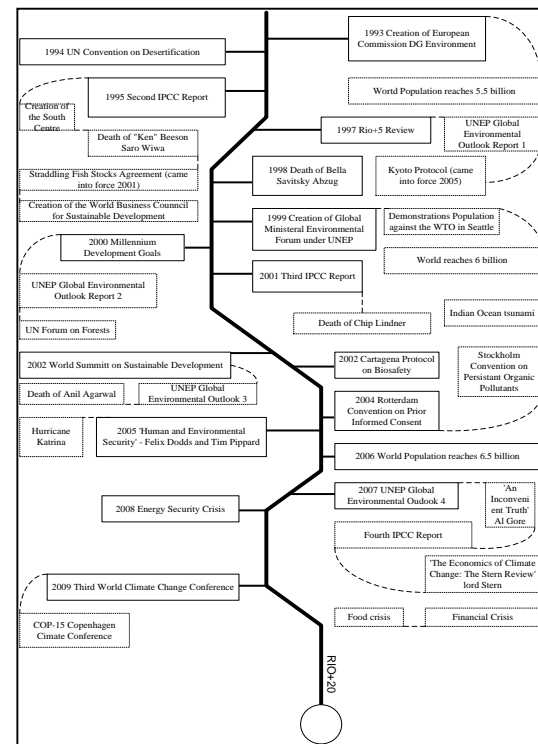 1993 Creation of European
Commission DG Environment
1994 UN Convention on Desertification
World Population reaches 5.5 billion
1995 Second IPCC Report
Creation of
the South
Centre
Death of "Ken" Beeson
Saro Wiwa
Straddling Fish Stocks Agreement (came
into force 2001)
Creation of the World Business Council
for Sustainable Development
1997 Rio+5 Review
UNEP Global
Environmental
Outlook Report 1
1998 Death of Bella
Savitsky Abzug
Kyoto Protocol (came
into force 2005)
1999 Creation of Global
Ministeral Environmental
Forum under UNEP
Demonstrations Population
against the WTO in Seattle
World reaches 6 billion
2000 Millennium
Development Goals
UNEP Global Environmental
Outlook Report 2
UN Forum on Forests
2001 Third IPCC Report
Death of Chip Lindner
Indian Ocean tsunami
2002 World Summitt on Sustainable Development
Death of Anil Agarwal
UNEP Global
Environmental Outlook 3
2002 Cartagena Protocol
on Biosafety
Stockholm
Convention on
Persistant Organic
Pollutants
2004 Rotterdam
Convention on Prior
Informed Consent
Hurricane
Katrina
2005 'Human and Environmental
Security' - Felix Dodds and Tim Pippard
2006 World Population reaches 6.5 billion
2007 UNEP Global
Environmental Oudook 4
'An
Inconveni
ent Truth'
Al Gore
2008 Energy Security Crisis
Fourth IPCC Report
'The Economics of Climate
Change: The Stern Review'
lord Stern
2009 Third World Climate Change Conference
COP-15 Copenhagen
Cimate Conference
Food crisis
Financial Crisis
RIO+20